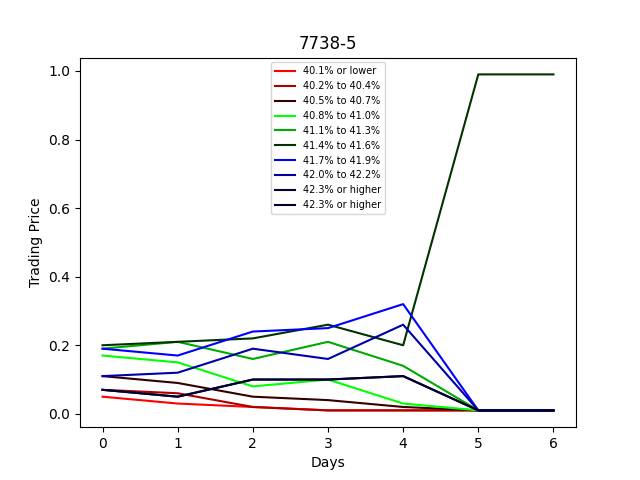 7738-5
1.0
0.8
0.6
0.4
0.2
0.0
Trading Price
40.1% or lower
40.2% to 40.4%
40.5% to 40.7%
40.8% to 41.0%
41.1% to 41.3%
41.4% to 41.6%
41.7% to 41.9%
42.0% to 42.2%
42.3% or higher
42.3% or higher
0 1 2 3 4 5 6
Days